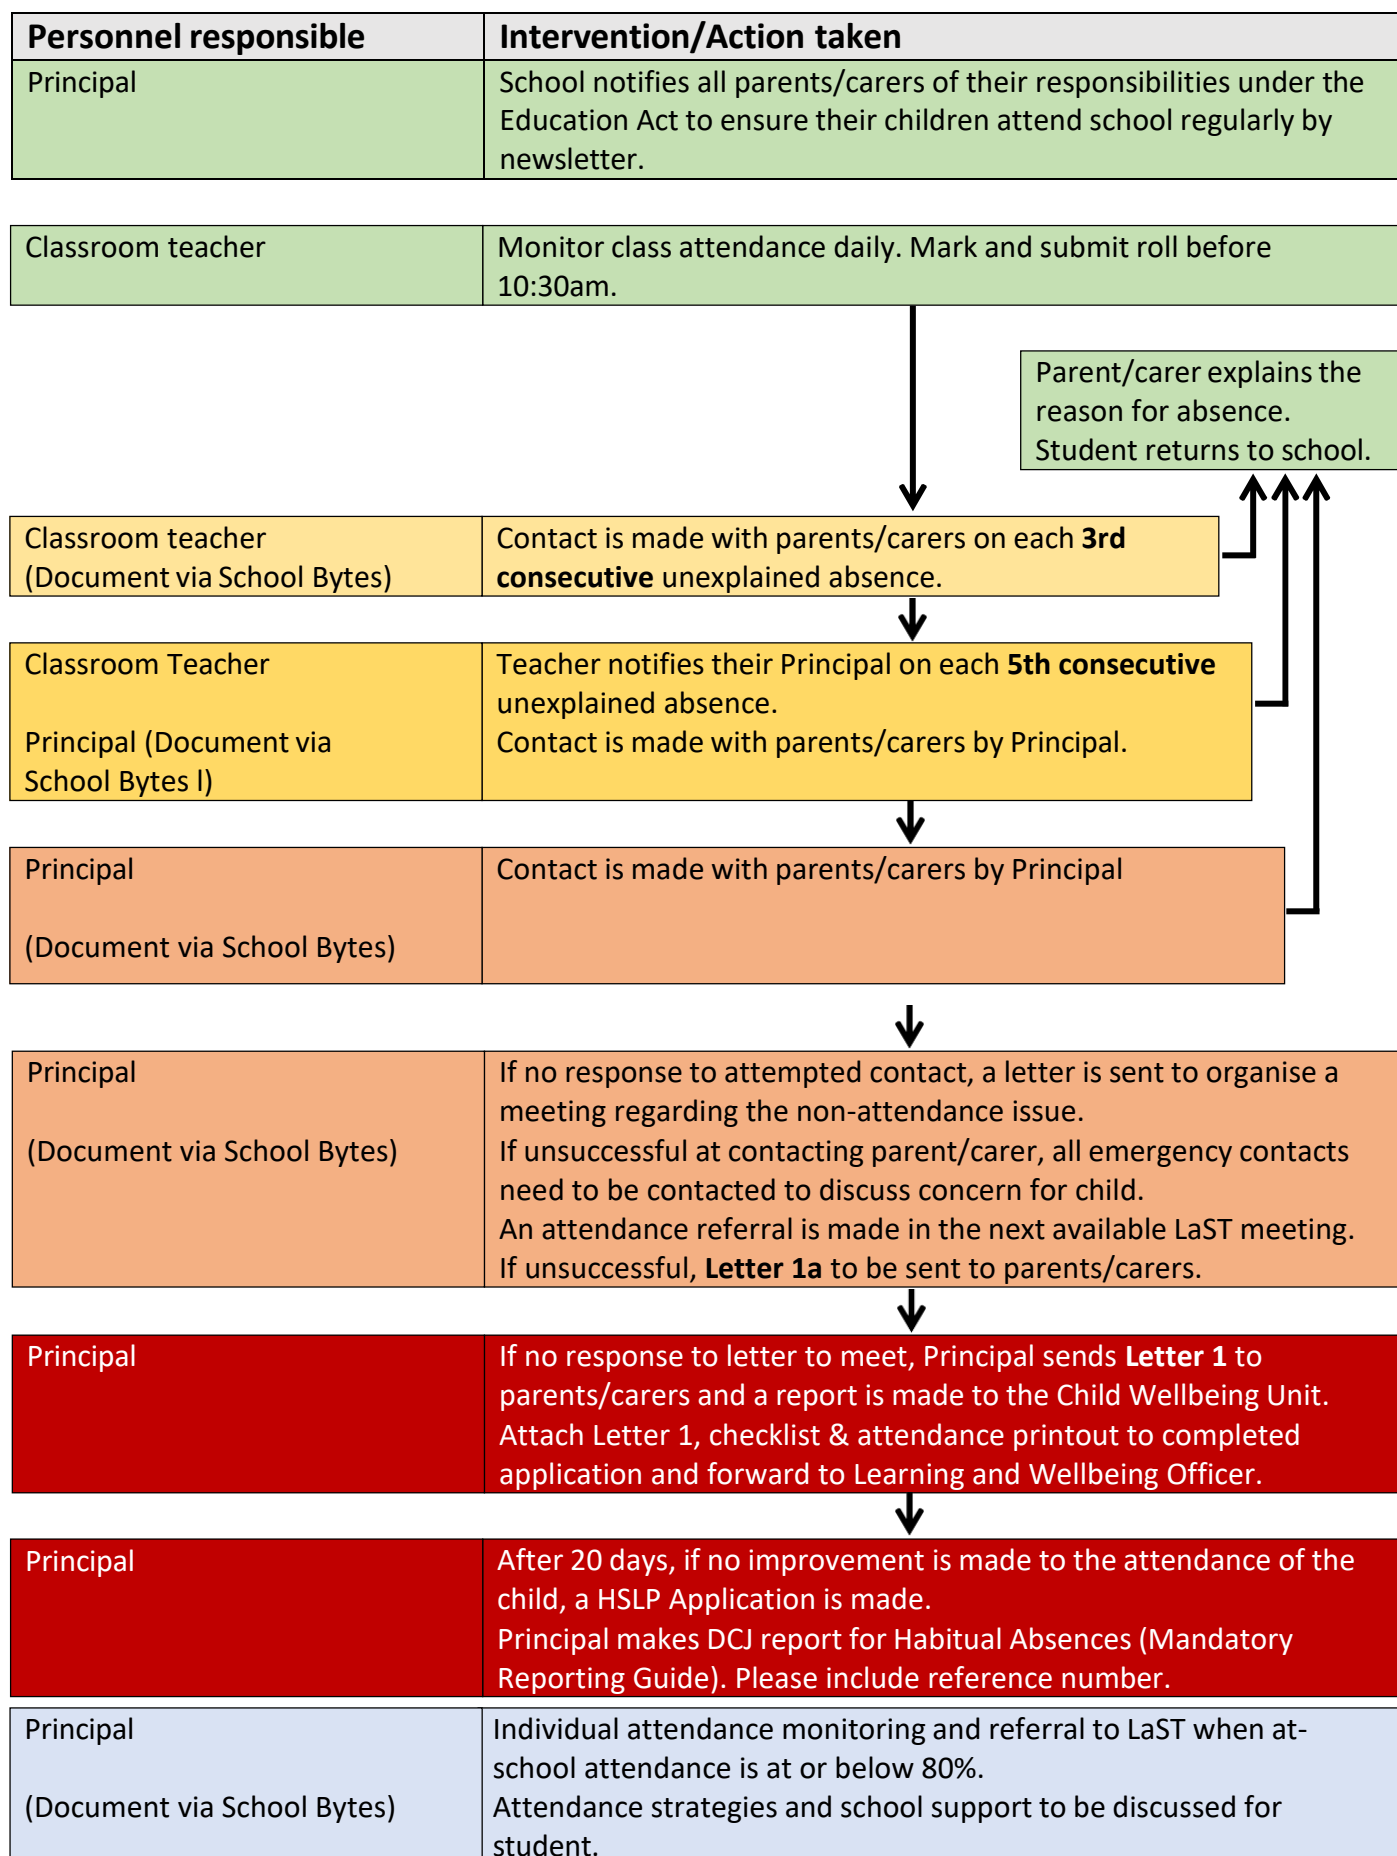 Personnel responsible
Intervention/Action taken
Principal
School notifies all parents/carers of their responsibilities under the
Education Act to ensure their children attend school regularly by
newsletter.
Classroom teacher
Monitor class attendance daily. Mark and submit roll before
10:30am.
Parent/carer explains the
reason for absence.
Student returns to school.
Classroom teacher
(Document via School Bytes)
Contact is made with parents/carers on each 3rd
consecutive unexplained absence.
Classroom Teacher
Principal (Document via
School Bytes l)
Teacher notifies their Principal on each 5th consecutive
unexplained absence.
Contact is made with parents/carers by Principal.
Principal
(Document via School Bytes)
Contact is made with parents/carers by Principal
Principal
(Document via School Bytes)
If no response to attempted contact, a letter is sent to organise a
meeting regarding the non-attendance issue.
If unsuccessful at contacting parent/carer, all emergency contacts
need to be contacted to discuss concern for child.
An attendance referral is made in the next available LaST meeting.
If unsuccessful, Letter 1a to be sent to parents/carers.
Principal
If no response to letter to meet, Principal sends Letter 1 to
parents/carers and a report is made to the Child Wellbeing Unit.
Attach Letter 1, checklist & attendance printout to completed
application and forward to Learning and Wellbeing Officer.
Principal
After 20 days, if no improvement is made to the attendance of the
child, a HSLP Application is made.
Principal makes DCJ report for Habitual Absences (Mandatory
Reporting Guide). Please include reference number.
Principal
(Document via School Bytes)
Individual attendance monitoring and referral to LaST when at-
school attendance is at or below 80%.
Attendance strategies and school support to be discussed for
student.